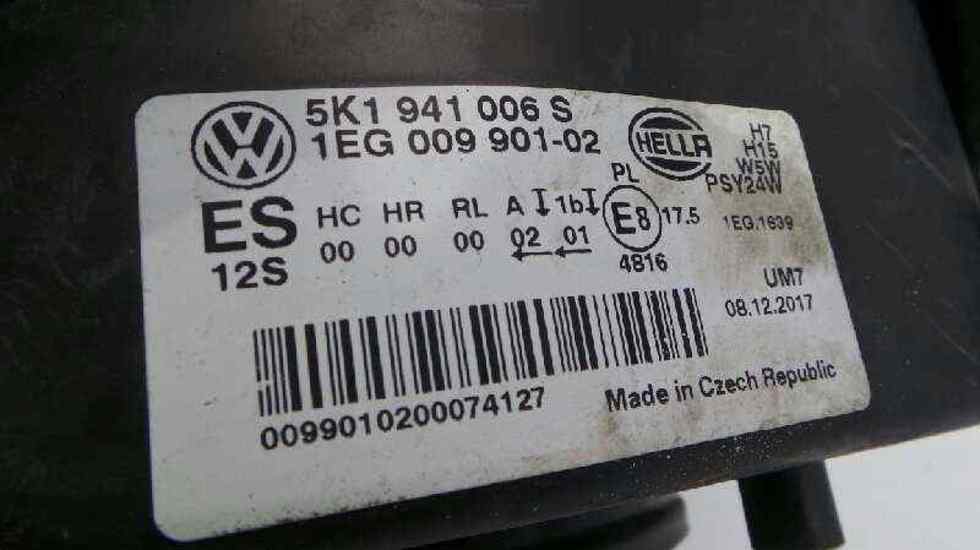 5K1 941 006 S
1EG 009 901-02
HELLA
H7
H15
W5W
PSY24W
PL
ES HC HR RL A 1b E8 17.5 1EG.1639
00 00 00 02 01
12S 4816
UM7
08.12.2017
0099010200074127
Made in Czech Republic